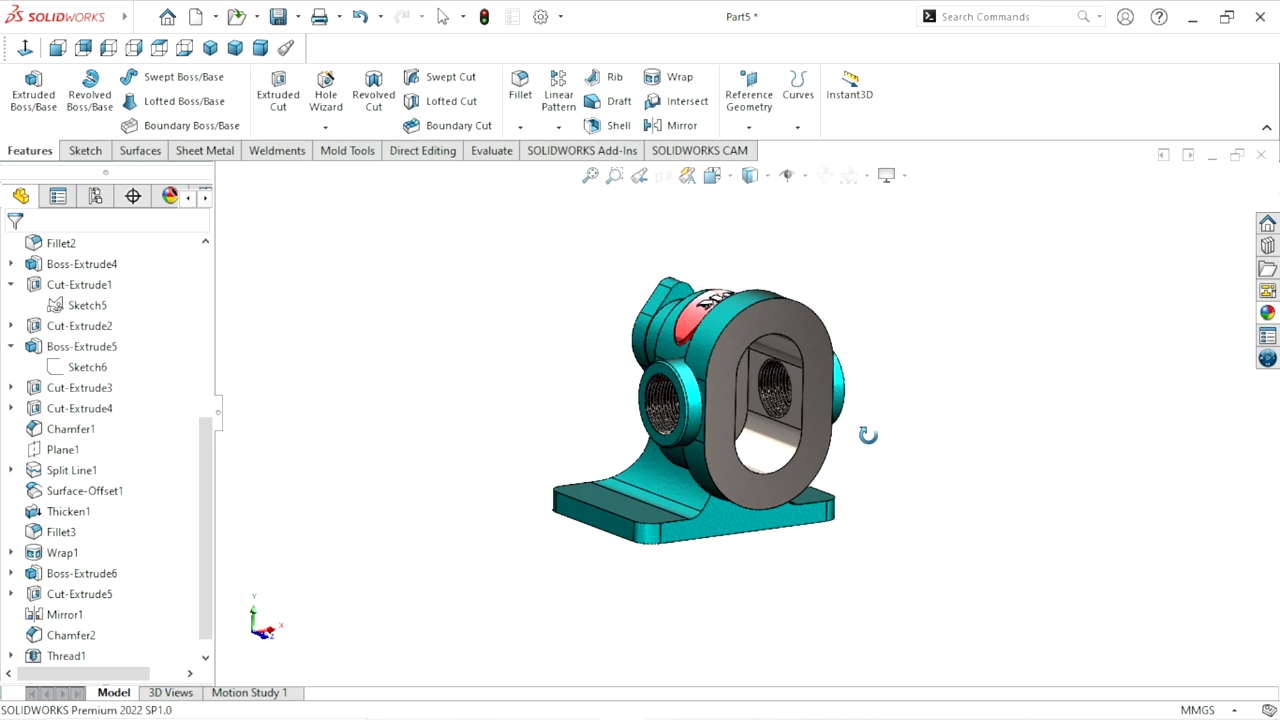 SOLIDWORKS
Part5 *
Search Commands
Extruded Boss/Base
Revolved Boss/Base
Swept Boss/Base
Lofted Boss/Base
Boundary Boss/Base
Extruded Cut
Hole Wizard
Revolved Cut
Swept Cut
Lofted Cut
Boundary Cut
Fillet
Linear Pattern
Rib
Draft
Shell
Wrap
Intersect
Mirror
Reference Geometry
Curves
Instant3D
Features
Sketch
Surfaces
Sheet Metal
Weldments
Mold Tools
Direct Editing
Evaluate
SOLIDWORKS Add-Ins
SOLIDWORKS CAM
Fillet2
Boss-Extrude4
Cut-Extrude1
Sketch5
Cut-Extrude2
Boss-Extrude5
Sketch6
Cut-Extrude3
Cut-Extrude4
Chamfer1
Plane1
Split Line1
Surface-Offset1
Thicken1
Fillet3
Wrap1
Boss-Extrude6
Cut-Extrude5
Mirror1
Chamfer2
Thread1
Y
X
Z
Model
3D Views
Motion Study 1
SOLIDWORKS Premium 2022 SP1.0
MMGS